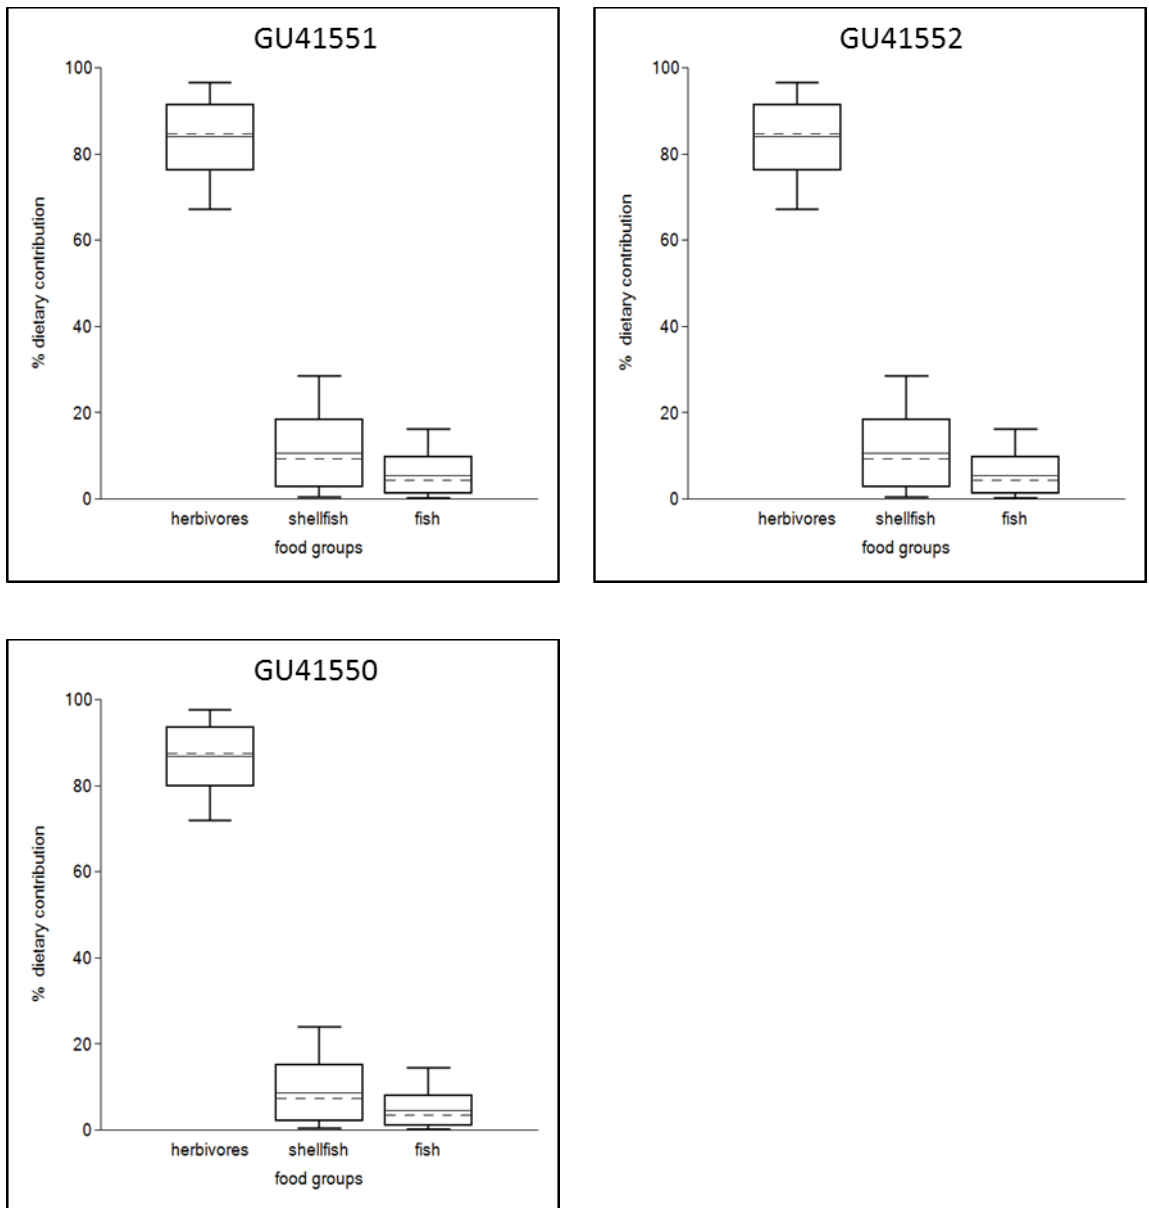 GU41551
100
80
60
40
20
0
% dietary contribution
herbivores shellfish fish
food groups
GU41552
100
80
60
40
20
0
% dietary contribution
herbivores shellfish fish
food groups
GU41550
100
80
60
40
20
0
% dietary contribution
herbivores shellfish fish
food groups